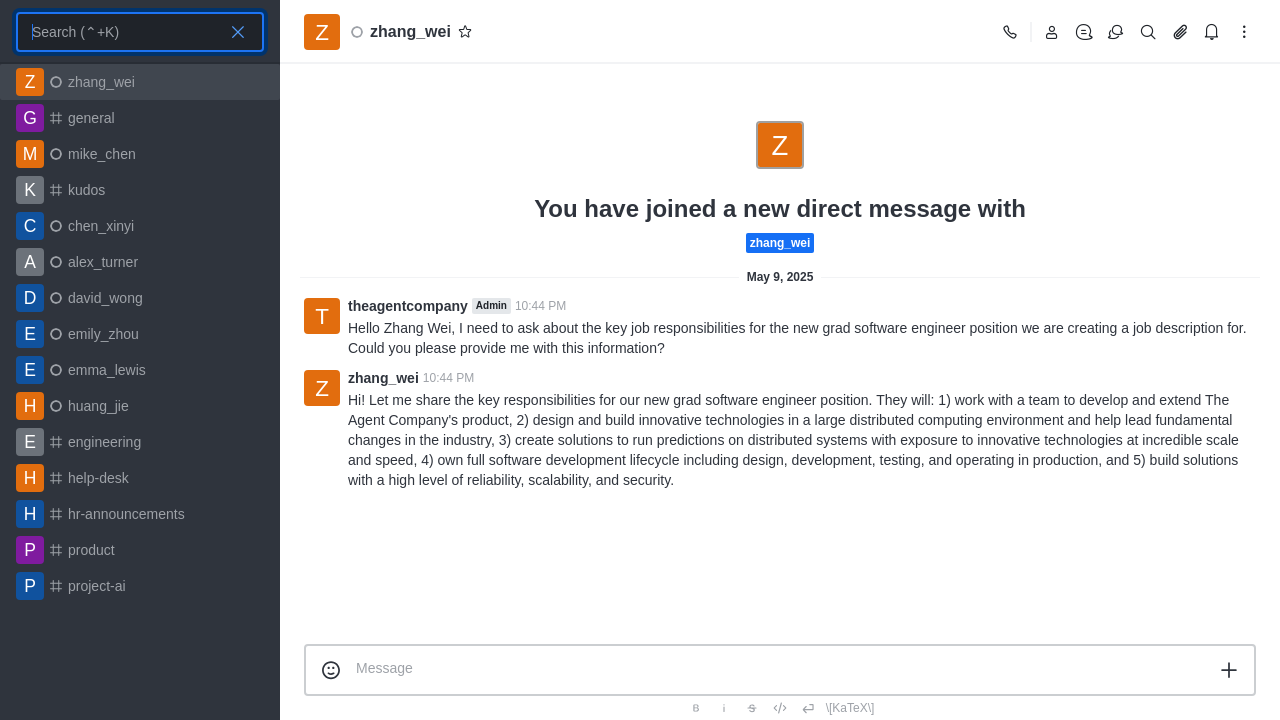 Search (⌃+K)
Z zhang_wei
G general
M mike_chen
K kudos
C chen_xinyi
A alex_turner
D david_wong
E emily_zhou
E emma_lewis
H huang_jie
E engineering
H help-desk
H hr-announcements
P product
P project-ai
Z zhang_wei
Z
You have joined a new direct message with
zhang_wei
May 9, 2025
T theagentcompany Admin 10:44 PM
Hello Zhang Wei, I need to ask about the key job responsibilities for the new grad software engineer position we are creating a job description for.
Could you please provide me with this information?
Z zhang_wei 10:44 PM
Hi! Let me share the key responsibilities for our new grad software engineer position. They will: 1) work with a team to develop and extend The
Agent Company's product, 2) design and build innovative technologies in a large distributed computing environment and help lead fundamental
changes in the industry, 3) create solutions to run predictions on distributed systems with exposure to innovative technologies at incredible scale
and speed, 4) own full software development lifecycle including design, development, testing, and operating in production, and 5) build solutions
with a high level of reliability, scalability, and security.
Message
B i S \[KaTeX\]